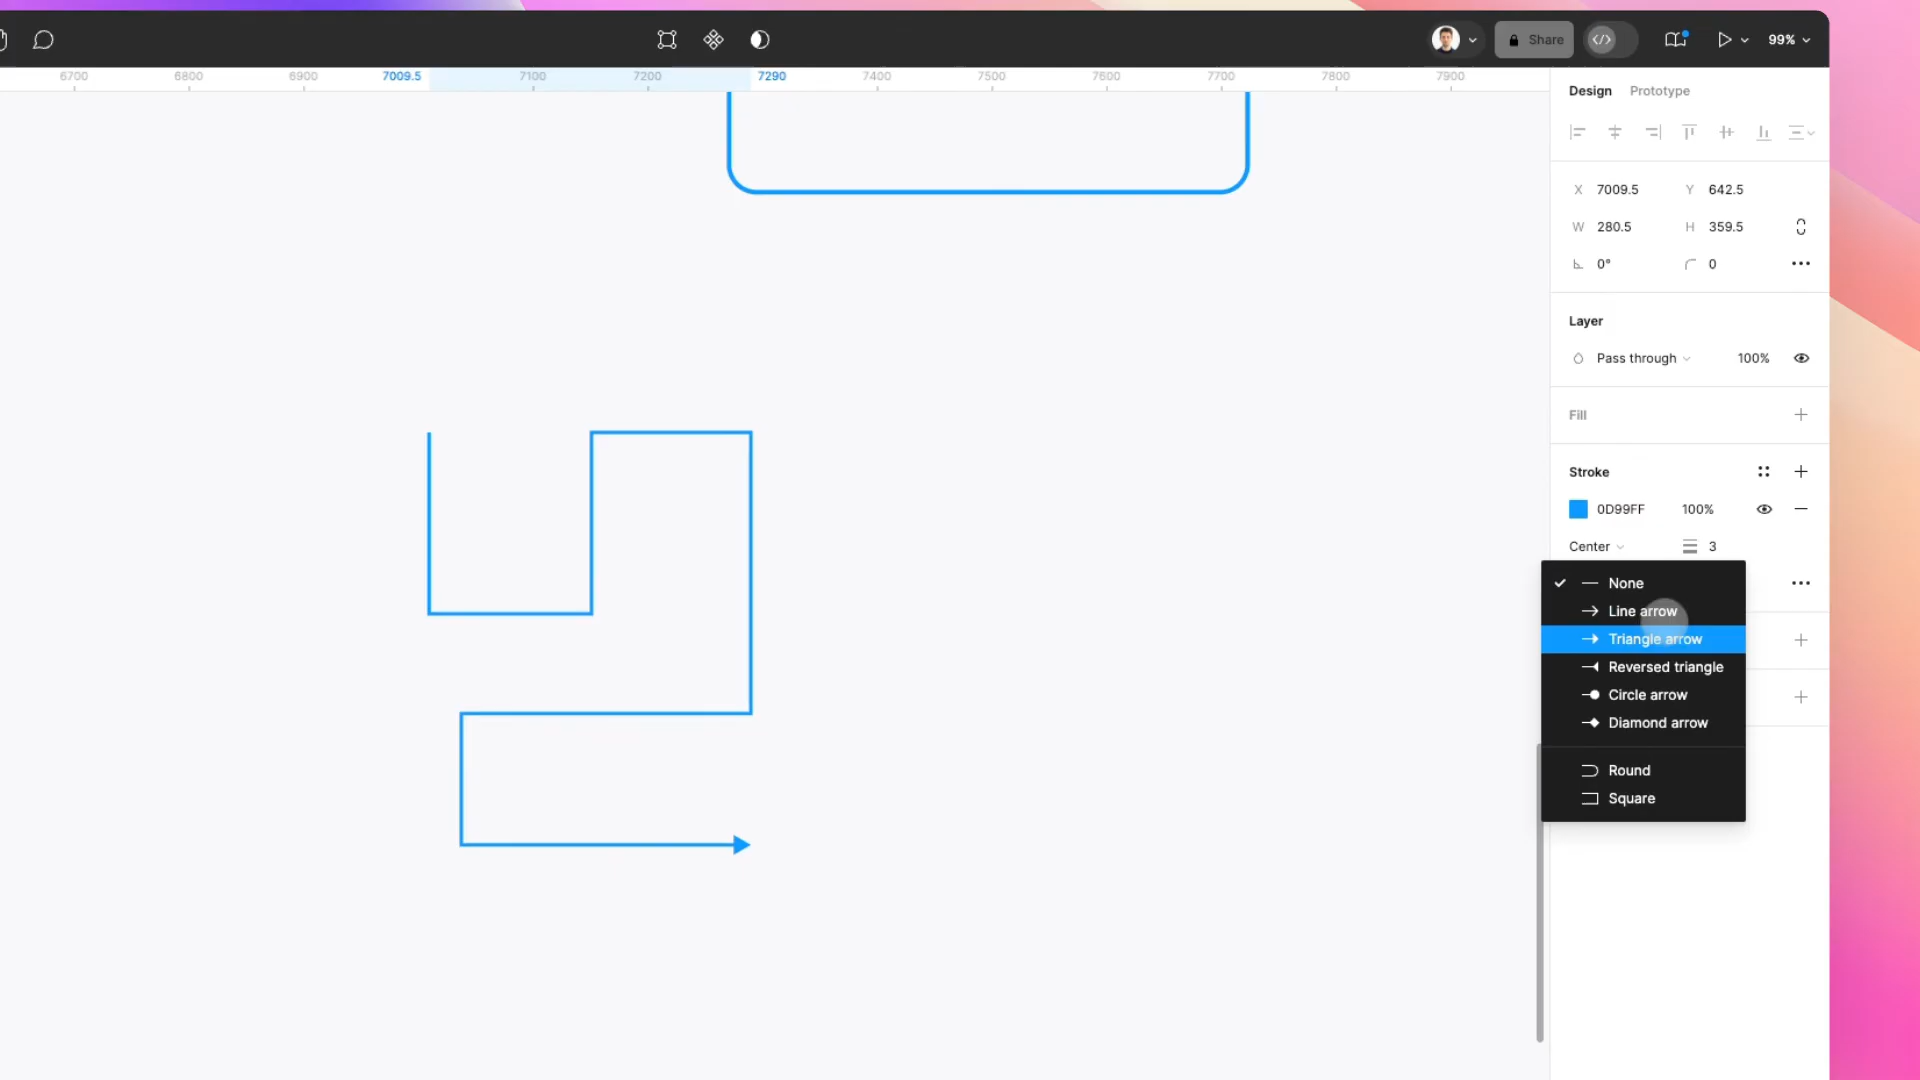 Share
99%
6700 6800 6900 7009.5 7100 7200 7290 7400 7500 7600 7700 7800 7900
Design Prototype
X 7009.5 Y 642.5
W 280.5 H 359.5
0° 0
Layer
Pass through 100%
Fill
Stroke
0D99FF 100%
Center 3
None
Line arrow
Triangle arrow
Reversed triangle
Circle arrow
Diamond arrow
Round
Square